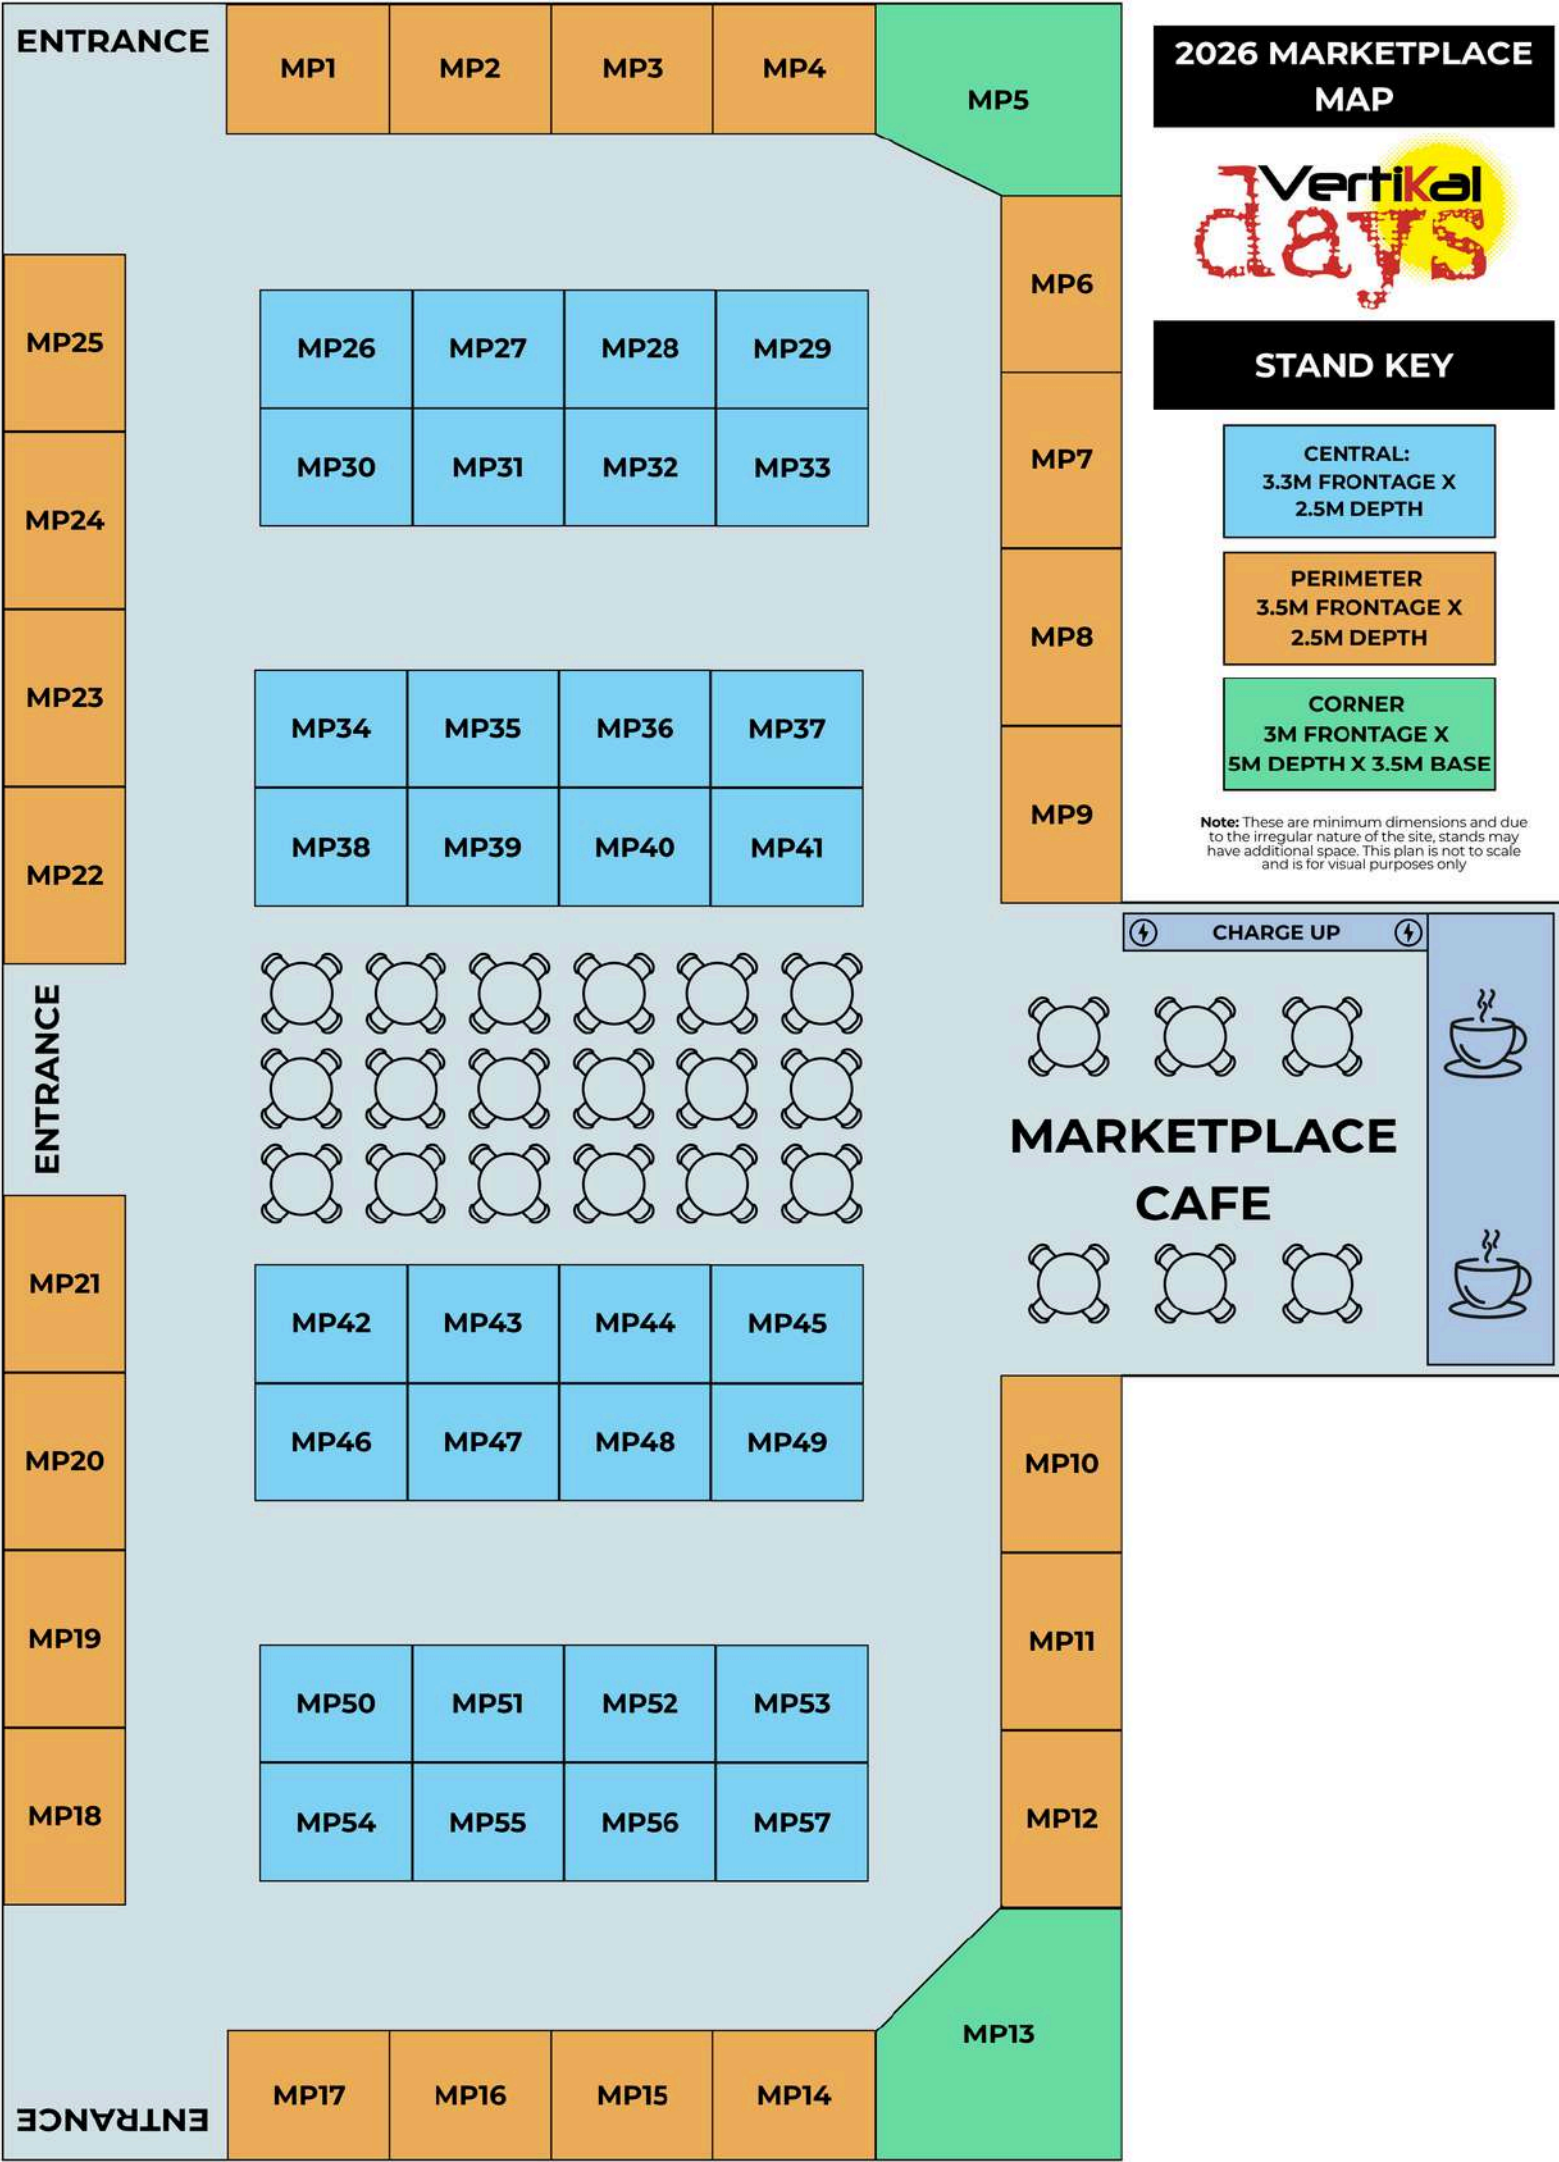 ENTRANCE
MP1
MP2
MP3
MP4
MP5
2026 MARKETPLACE
MAP
VertiKal
days
STAND KEY
CENTRAL:
3.3M FRONTAGE X
2.5M DEPTH
PERIMETER
3.5M FRONTAGE X
2.5M DEPTH
CORNER
3M FRONTAGE X
5M DEPTH X 3.5M BASE
Note: These are minimum dimensions and due
to the irregular nature of the site, stands may
have additional space. This plan is not to scale
and is for visual purposes only
MP6
MP7
MP8
MP9
MP25
MP24
MP23
MP22
MP26
MP27
MP28
MP29
MP30
MP31
MP32
MP33
MP34
MP35
MP36
MP37
MP38
MP39
MP40
MP41
ENTRANCE
CHARGE UP
MARKETPLACE
CAFE
MP21
MP20
MP19
MP18
MP42
MP43
MP44
MP45
MP46
MP47
MP48
MP49
MP50
MP51
MP52
MP53
MP54
MP55
MP56
MP57
MP10
MP11
MP12
MP13
ENTRANCE
MP17
MP16
MP15
MP14